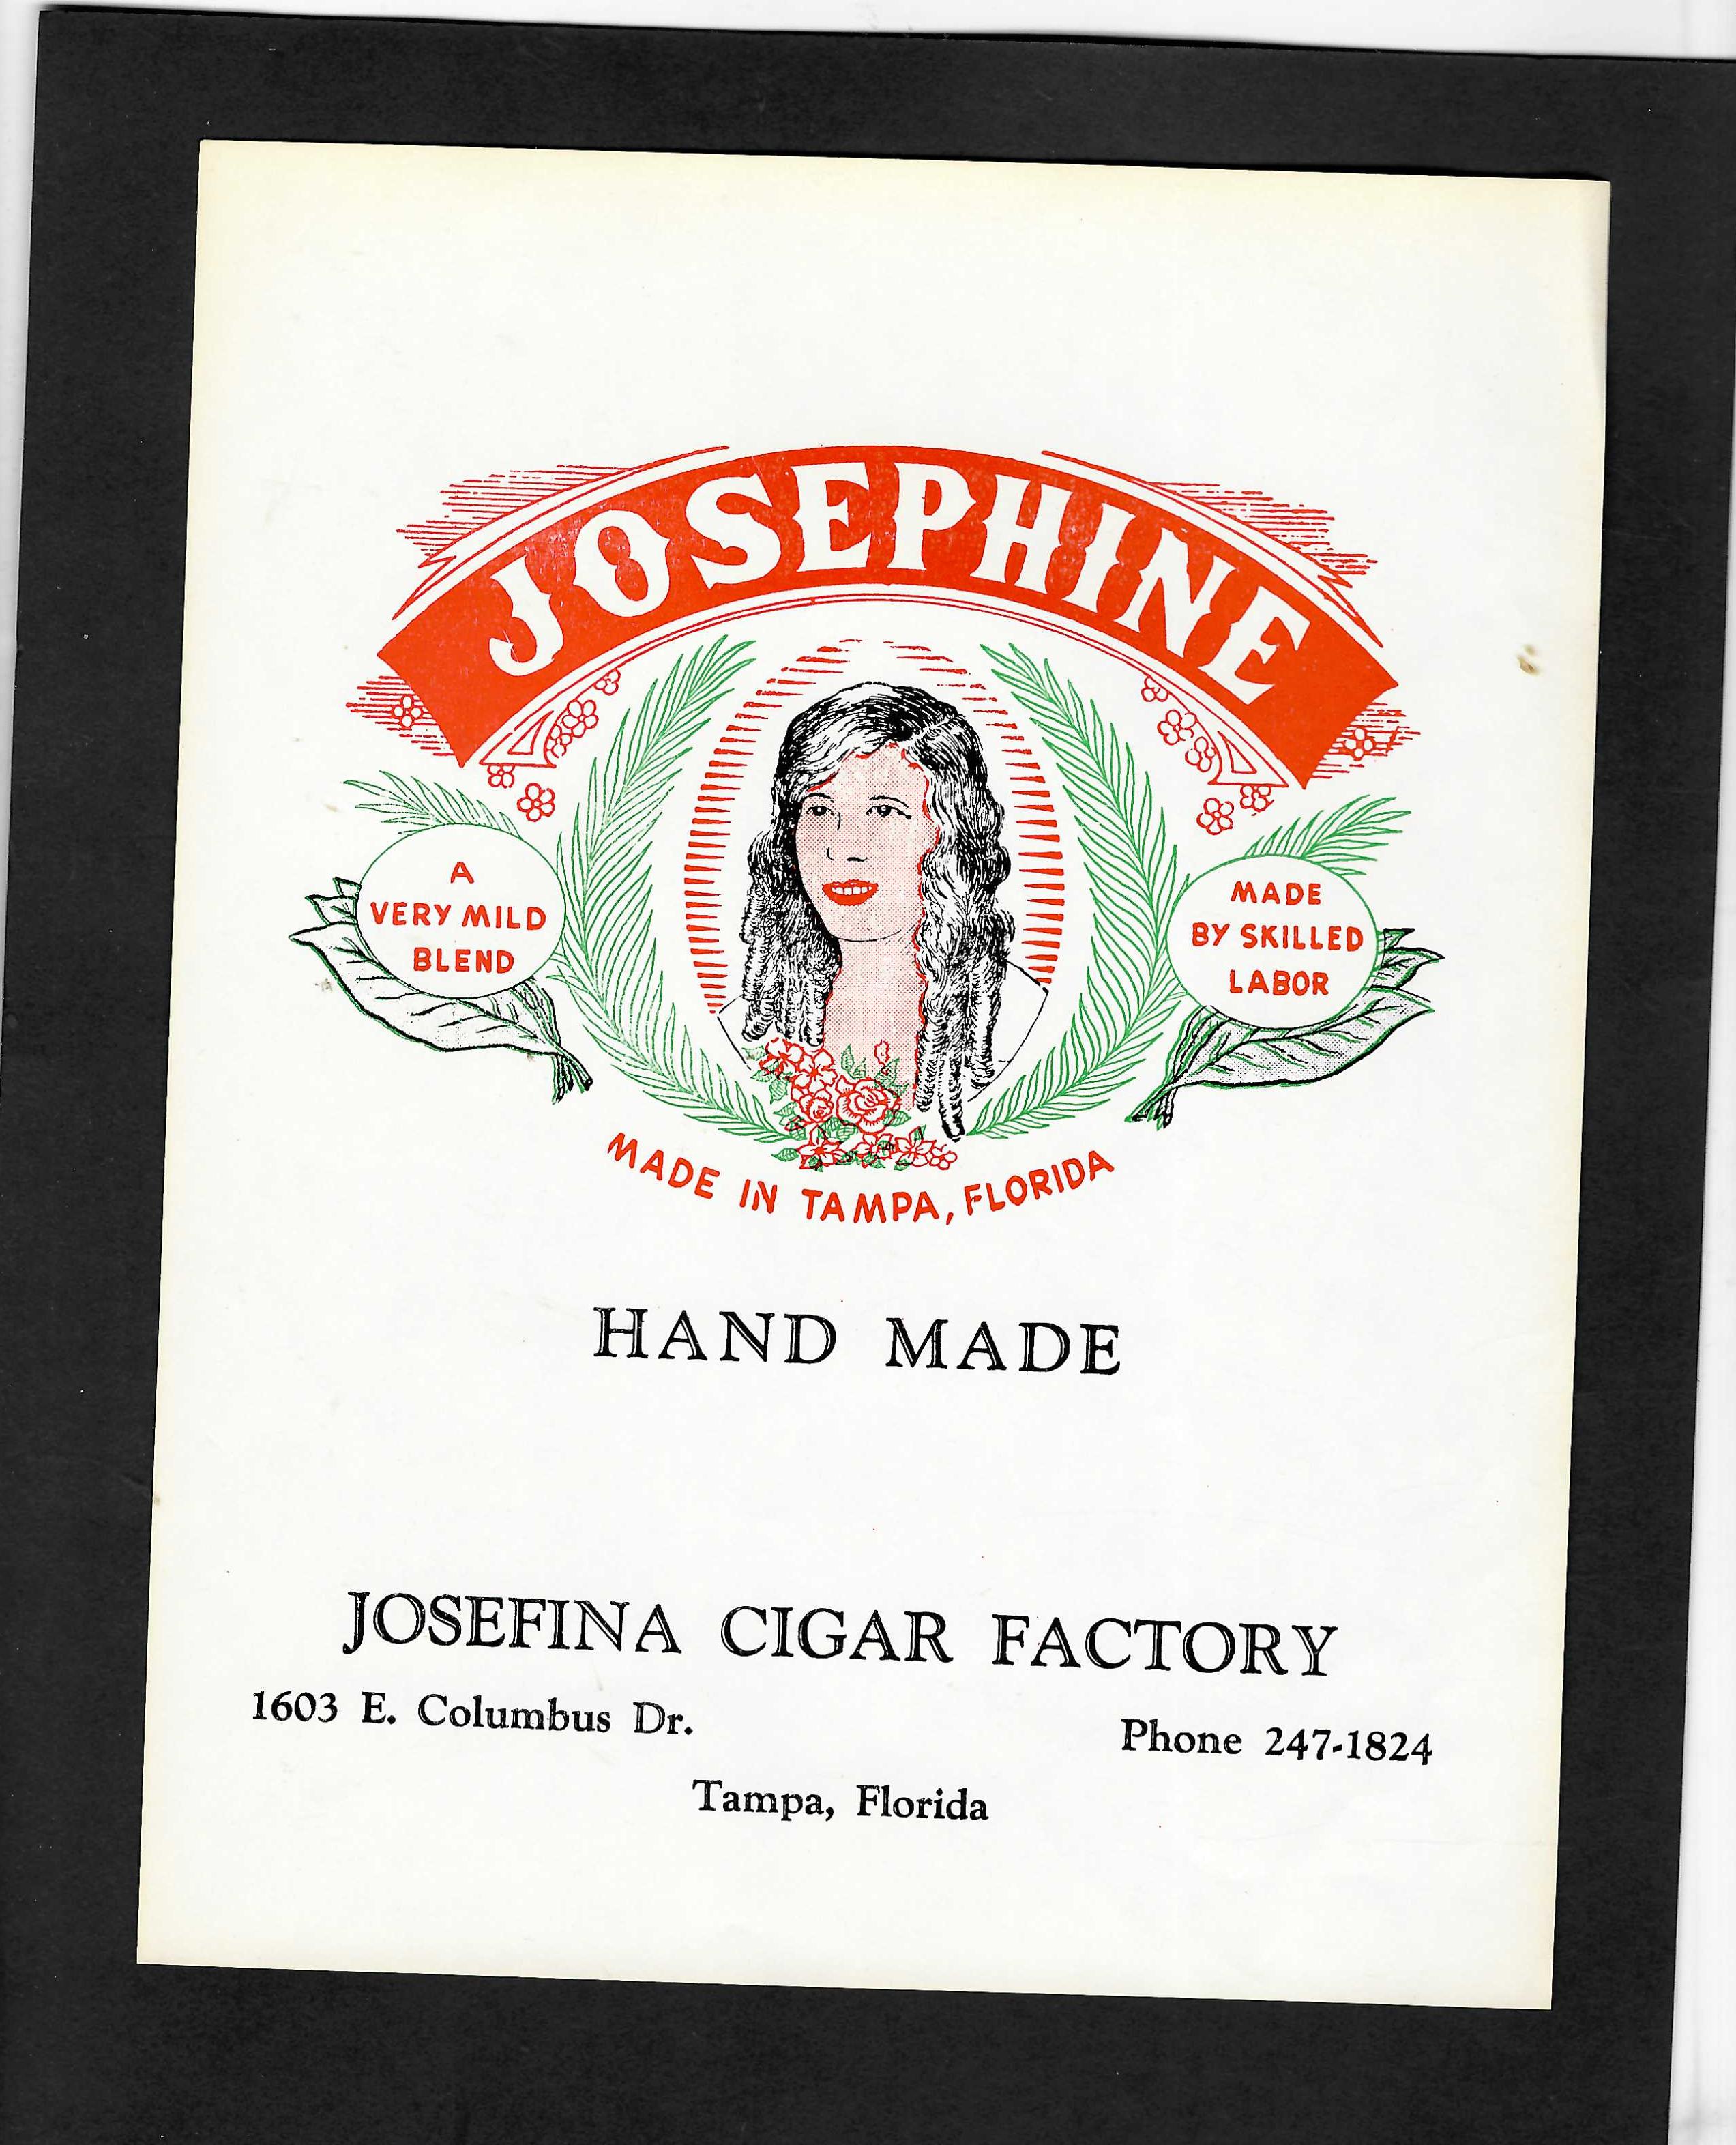 JOSEPHINE
A
VERY MILD
BLEND
MADE
BY SKILLED
LABOR
MADE IN TAMPA, FLORIDA
HAND MADE
JOSEFINA CIGAR FACTORY
1603 E. Columbus Dr.
Phone 247-1824
Tampa, Florida